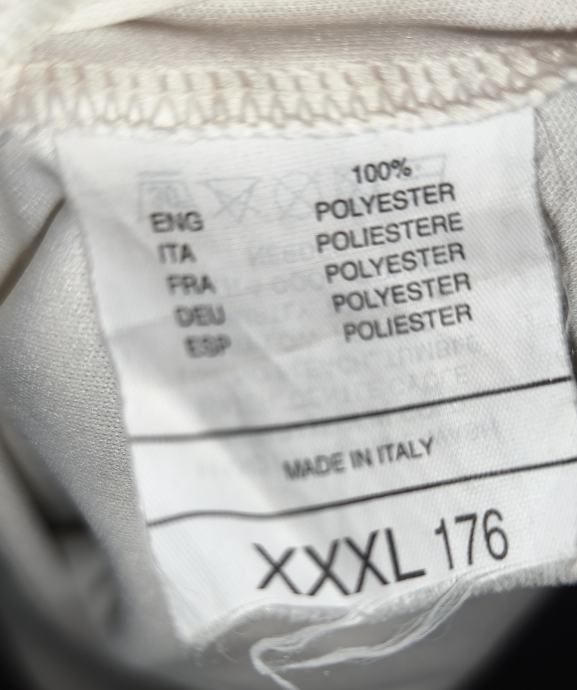 100%
ENG POLYESTER
ITA POLIESTERE
FRA POLYESTER
DEU POLYESTER
ESP POLIESTER
MADE IN ITALY
XXXL 176